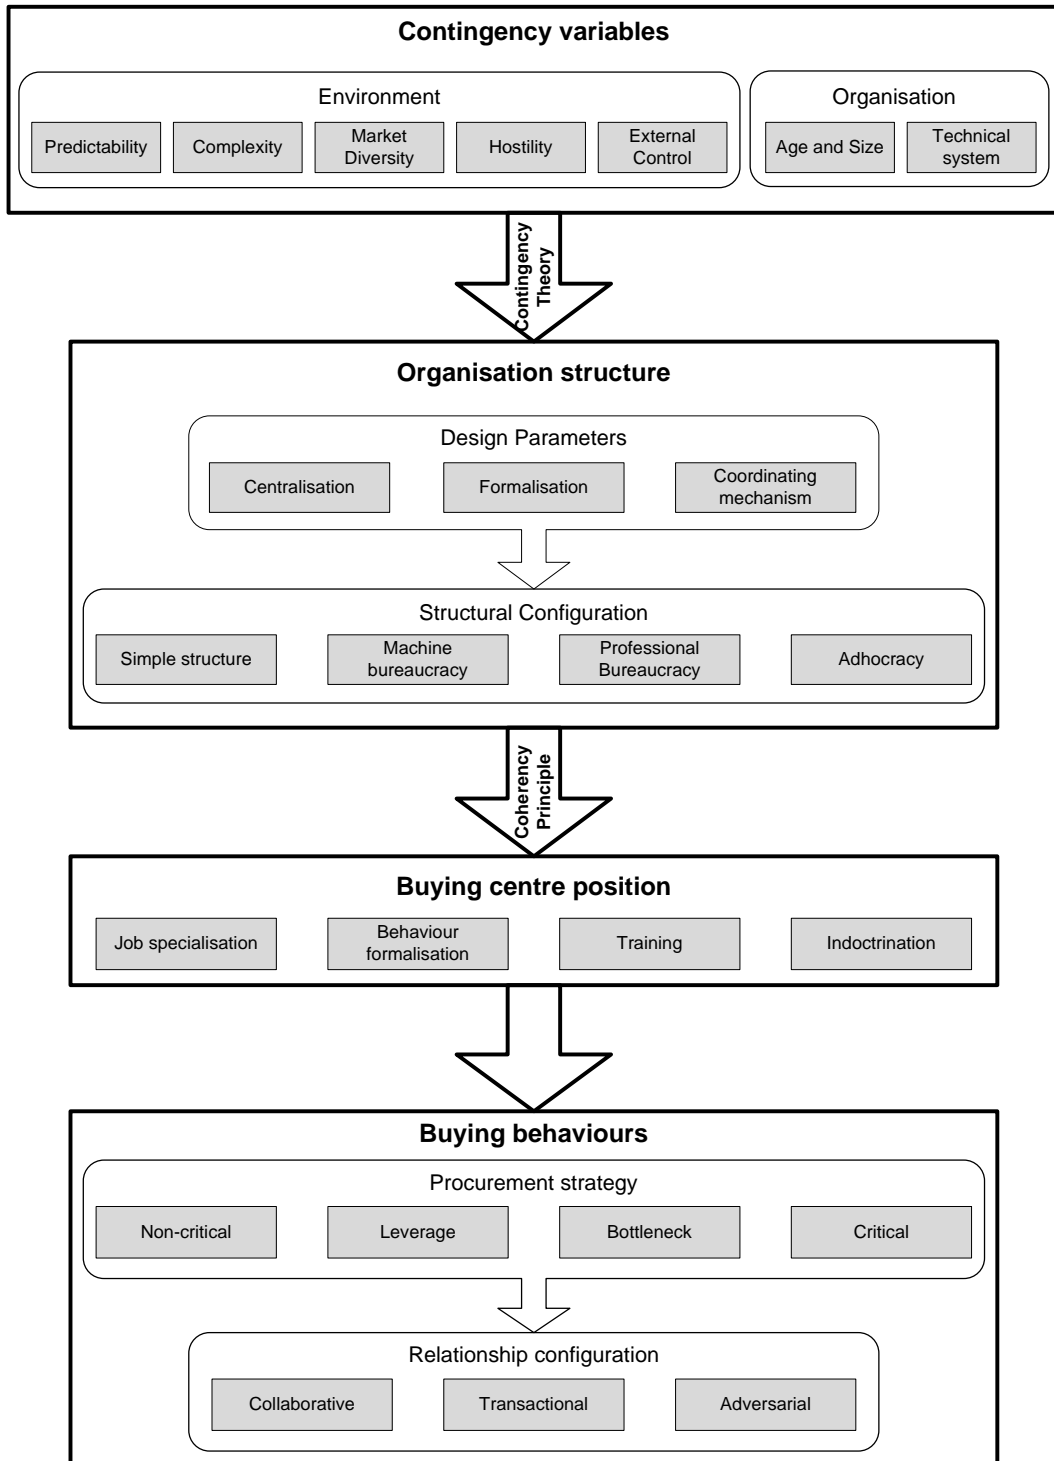 Contingency variables
Environment
Organisation
Predictability
Complexity
Market
Diversity
Hostility
External
Control
Age and Size
Technical
system
Contingency
Theory
Organisation structure
Design Parameters
Centralisation
Formalisation
Coordinating
mechanism
Structural Configuration
Simple structure
Machine
bureaucracy
Professional
Bureaucracy
Adhocracy
Coherency
Principle
Buying centre position
Job specialisation
Behaviour
formalisation
Training
Indoctrination
Buying behaviours
Procurement strategy
Non-critical
Leverage
Bottleneck
Critical
Relationship configuration
Collaborative
Transactional
Adversarial